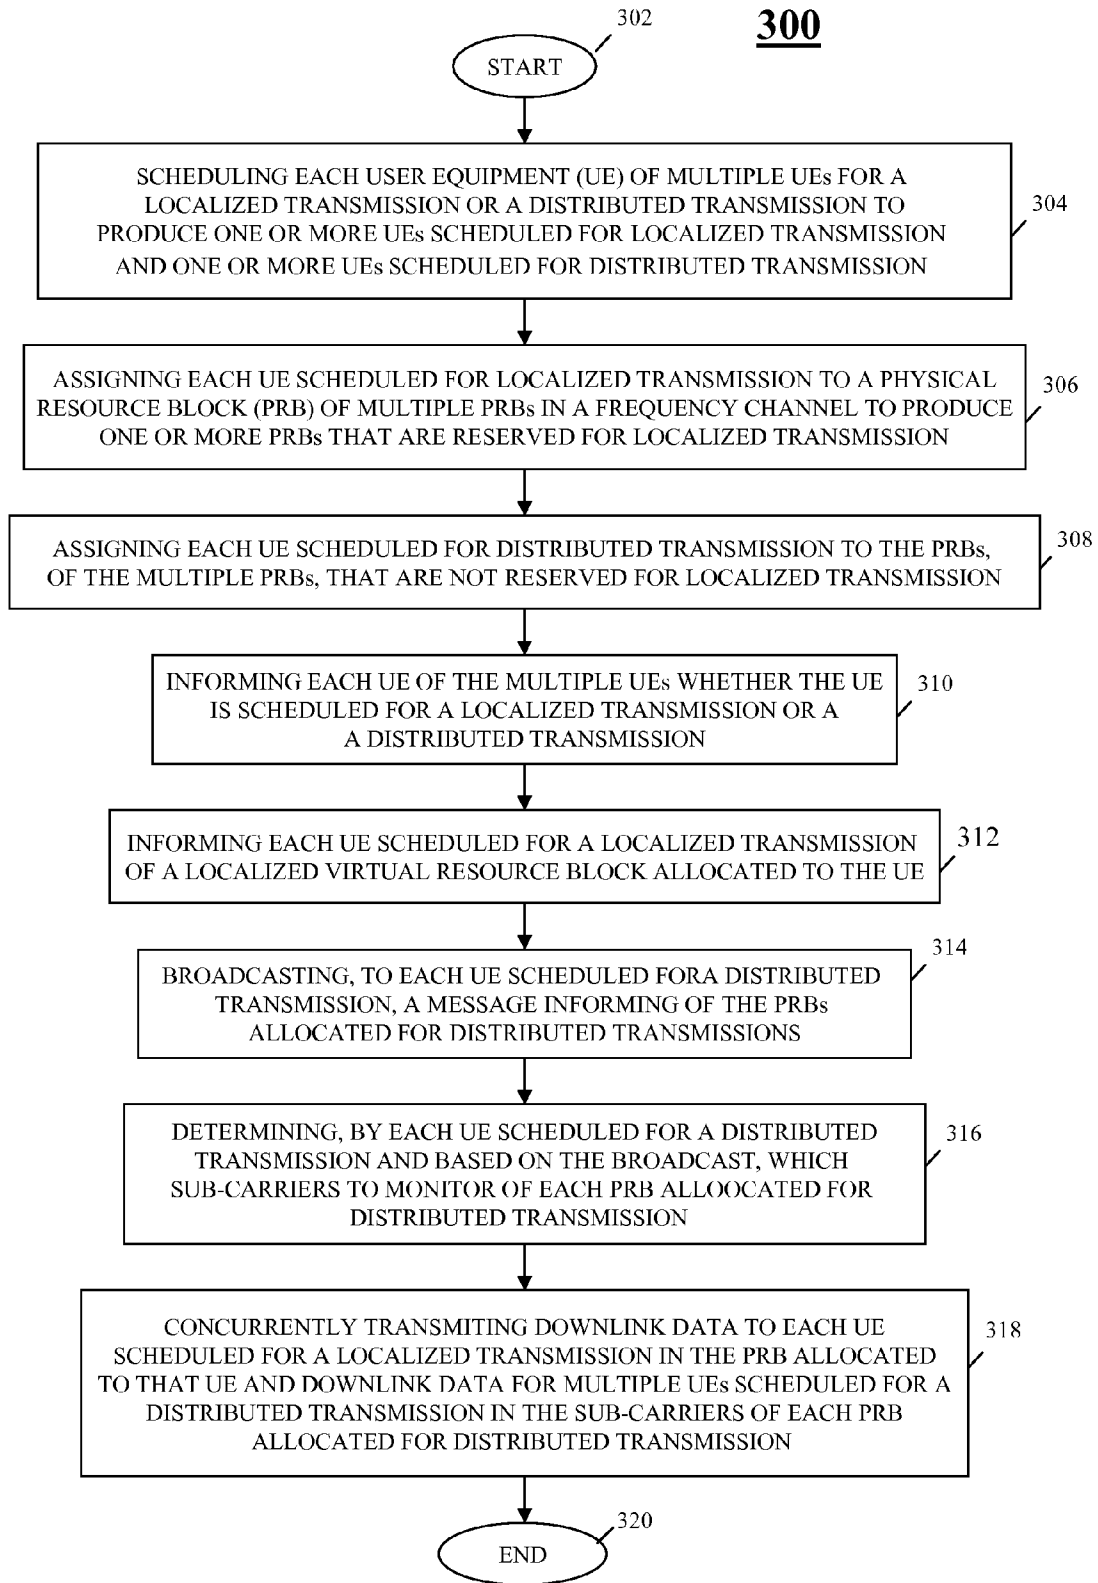 302
300
START
SCHEDULING EACH USER EQUIPMENT (UE) OF MULTIPLE UEs FOR A
LOCALIZED TRANSMISSION OR A DISTRIBUTED TRANSMISSION TO
PRODUCE ONE OR MORE UEs SCHEDULED FOR LOCALIZED TRANSMISSION
AND ONE OR MORE UEs SCHEDULED FOR DISTRIBUTED TRANSMISSION
304
ASSIGNING EACH UE SCHEDULED FOR LOCALIZED TRANSMISSION TO A PHYSICAL
RESOURCE BLOCK (PRB) OF MULTIPLE PRBs IN A FREQUENCY CHANNEL TO PRODUCE
ONE OR MORE PRBs THAT ARE RESERVED FOR LOCALIZED TRANSMISSION
306
ASSIGNING EACH UE SCHEDULED FOR DISTRIBUTED TRANSMISSION TO THE PRBs,
OF THE MULTIPLE PRBs, THAT ARE NOT RESERVED FOR LOCALIZED TRANSMISSION
308
INFORMING EACH UE OF THE MULTIPLE UEs WHETHER THE UE
IS SCHEDULED FOR A LOCALIZED TRANSMISSION OR A
A DISTRIBUTED TRANSMISSION
310
INFORMING EACH UE SCHEDULED FOR A LOCALIZED TRANSMISSION
OF A LOCALIZED VIRTUAL RESOURCE BLOCK ALLOCATED TO THE UE
312
BROADCASTING, TO EACH UE SCHEDULED FORA DISTRIBUTED
TRANSMISSION, A MESSAGE INFORMING OF THE PRBs
ALLOCATED FOR DISTRIBUTED TRANSMISSIONS
314
DETERMINING, BY EACH UE SCHEDULED FOR A DISTRIBUTED
TRANSMISSION AND BASED ON THE BROADCAST, WHICH
SUB-CARRIERS TO MONITOR OF EACH PRB ALLOOCATED FOR
DISTRIBUTED TRANSMISSION
316
CONCURRENTLY TRANSMITING DOWNLINK DATA TO EACH UE
SCHEDULED FOR A LOCALIZED TRANSMISSION IN THE PRB ALLOCATED
TO THAT UE AND DOWNLINK DATA FOR MULTIPLE UEs SCHEDULED FOR A
DISTRIBUTED TRANSMISSION IN THE SUB-CARRIERS OF EACH PRB
ALLOCATED FOR DISTRIBUTED TRANSMISSION
318
320
END